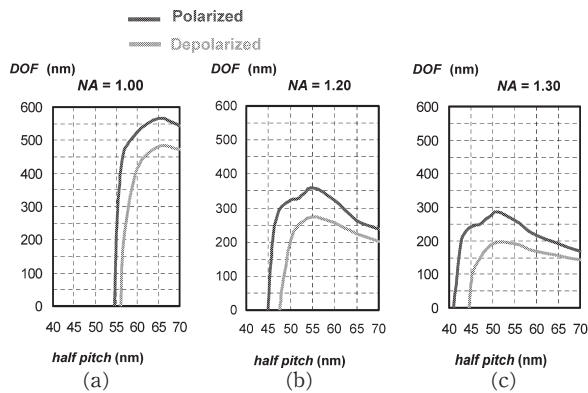 Polarized
Depolarized
DOF (nm)
NA = 1.00
600
500
400
300
200
100
0
40 45 50 55 60 65 70
half pitch (nm)
(a)
DOF (nm)
NA = 1.20
600
500
400
300
200
100
0
40 45 50 55 60 65 70
half pitch (nm)
(b)
DOF (nm)
NA = 1.30
600
500
400
300
200
100
0
40 45 50 55 60 65 70
half pitch (nm)
(c)